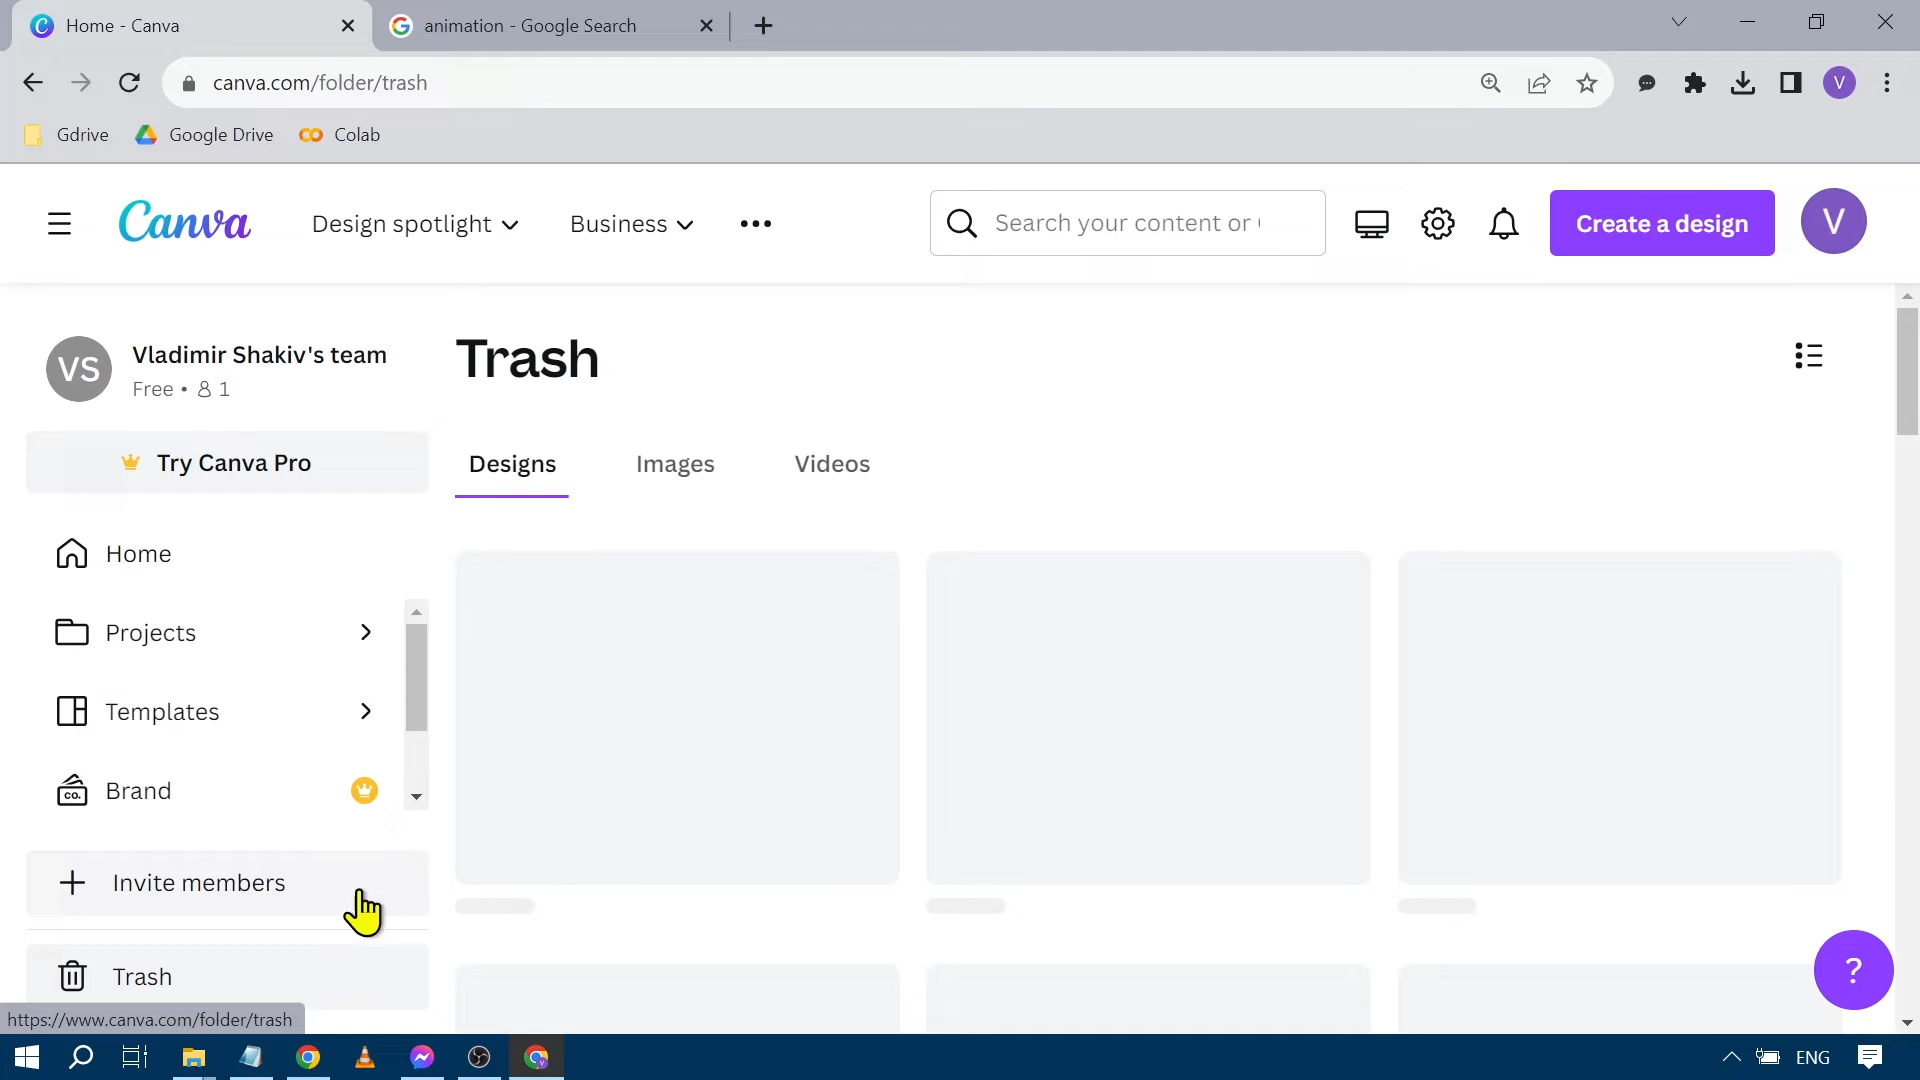 Home - Canva
animation - Google Search
canva.com/folder/trash
V
Gdrive
Google Drive
Colab
Canva
Design spotlight
Business
Search your content or
Create a design
V
VS
Vladimir Shakiv's team
Free • 1
Try Canva Pro
Home
Projects
Templates
CO.
Brand
Invite members
Trash
Trash
Designs
Images
Videos
?
https://www.canva.com/folder/trash
ENG